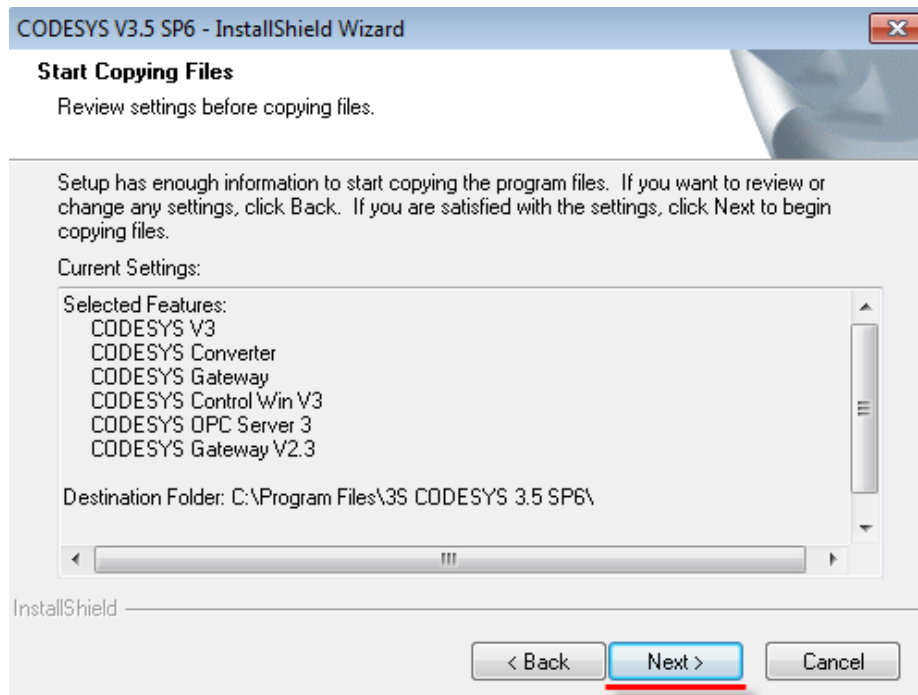 CODESYS V3.5 SP6 - InstallShield Wizard
Start Copying Files
Review settings before copying files.
Setup has enough information to start copying the program files. If you want to review or
change any settings, click Back. If you are satisfied with the settings, click Next to begin
copying files.
Current Settings:
Selected Features:
CODESYS V3
CODESYS Converter
CODESYS Gateway
CODESYS Control Win V3
CODESYS OPC Server 3
CODESYS Gateway V2.3
Destination Folder: C:\Program Files\3S CODESYS 3.5 SP6\
InstallShield
< Back Next > Cancel